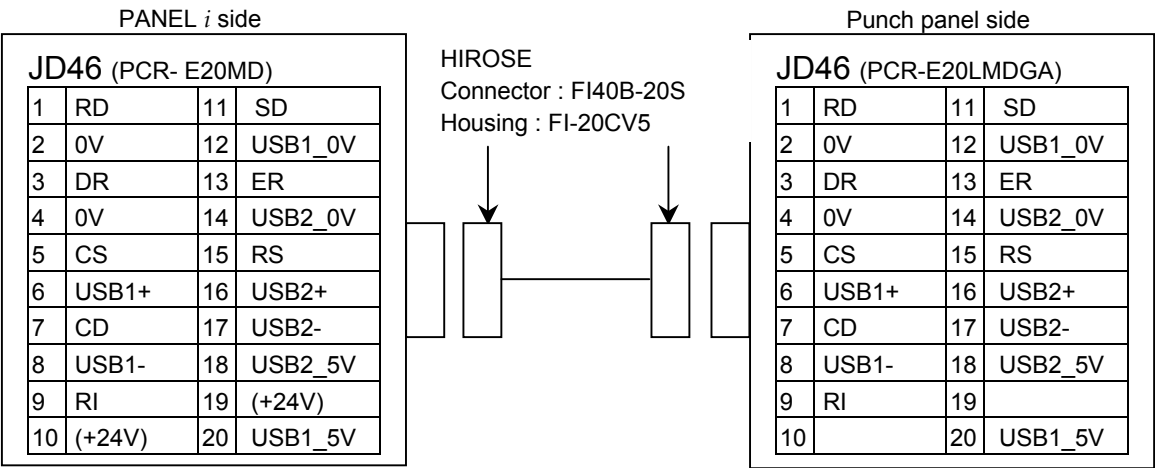 PANEL i side
JD46 (PCR- E20MD)
1 RD 11 SD
2 0V 12 USB1_0V
3 DR 13 ER
4 0V 14 USB2_0V
5 CS 15 RS
6 USB1+ 16 USB2+
7 CD 17 USB2-
8 USB1- 18 USB2_5V
9 RI 19 (+24V)
10 (+24V) 20 USB1_5V
HIROSE
Connector : FI40B-20S
Housing : FI-20CV5
Punch panel side
JD46 (PCR-E20LMDGA)
1 RD 11 SD
2 0V 12 USB1_0V
3 DR 13 ER
4 0V 14 USB2_0V
5 CS 15 RS
6 USB1+ 16 USB2+
7 CD 17 USB2-
8 USB1- 18 USB2_5V
9 RI 19
10 20 USB1_5V